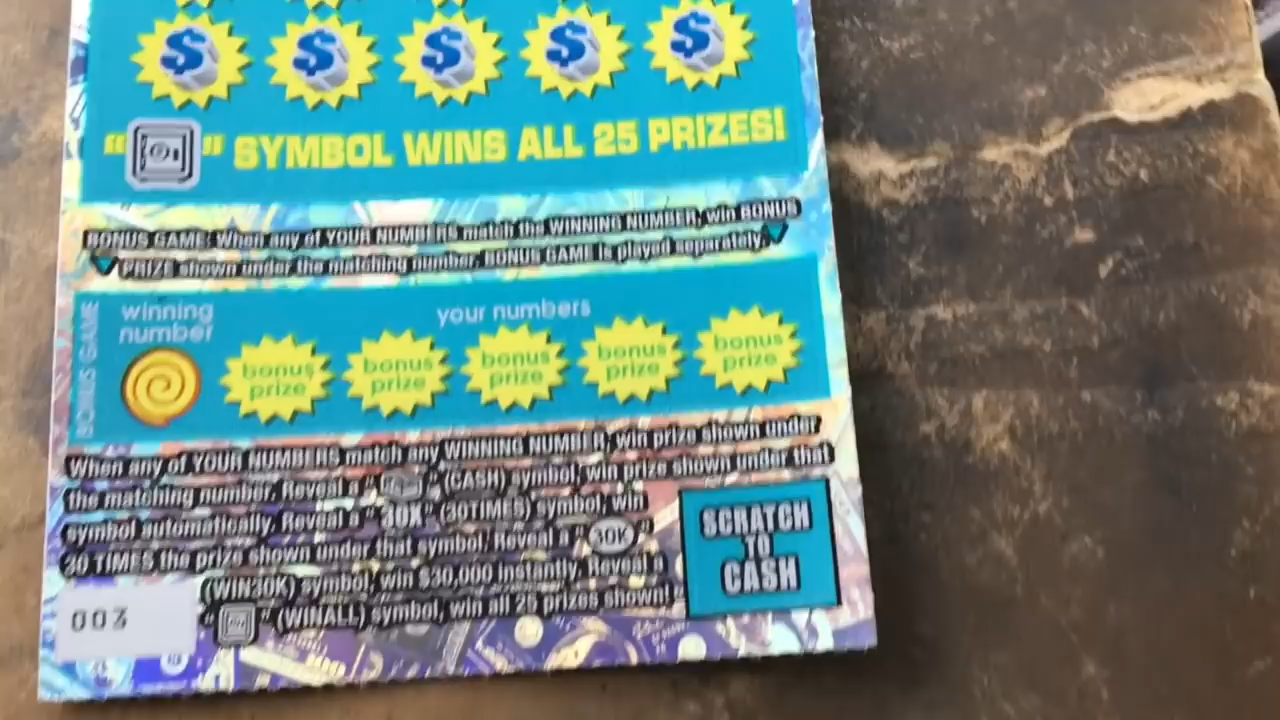 $ $ $ $ $
" " SYMBOL WINS ALL 25 PRIZES!
BONUS GAME: When any of YOUR NUMBERS match the WINNING NUMBER, win BONUS
PRIZE shown under the matching number. BONUS GAME is played separately.
BONUS GAME
winning number
your numbers
bonus prize
bonus prize
bonus prize
bonus prize
bonus prize
When any of YOUR NUMBERS match any WINNING NUMBER, win prize shown under
the matching number. Reveal a " " (CASH) symbol, win prize shown under that
symbol automatically. Reveal a "30X" (30TIMES) symbol, win
30 TIMES the prize shown under that symbol. Reveal a "30K"
(WIN30K) symbol, win $30,000 instantly. Reveal a
" " (WINALL) symbol, win all 25 prizes shown!
SCRATCH
TO
CASH
003